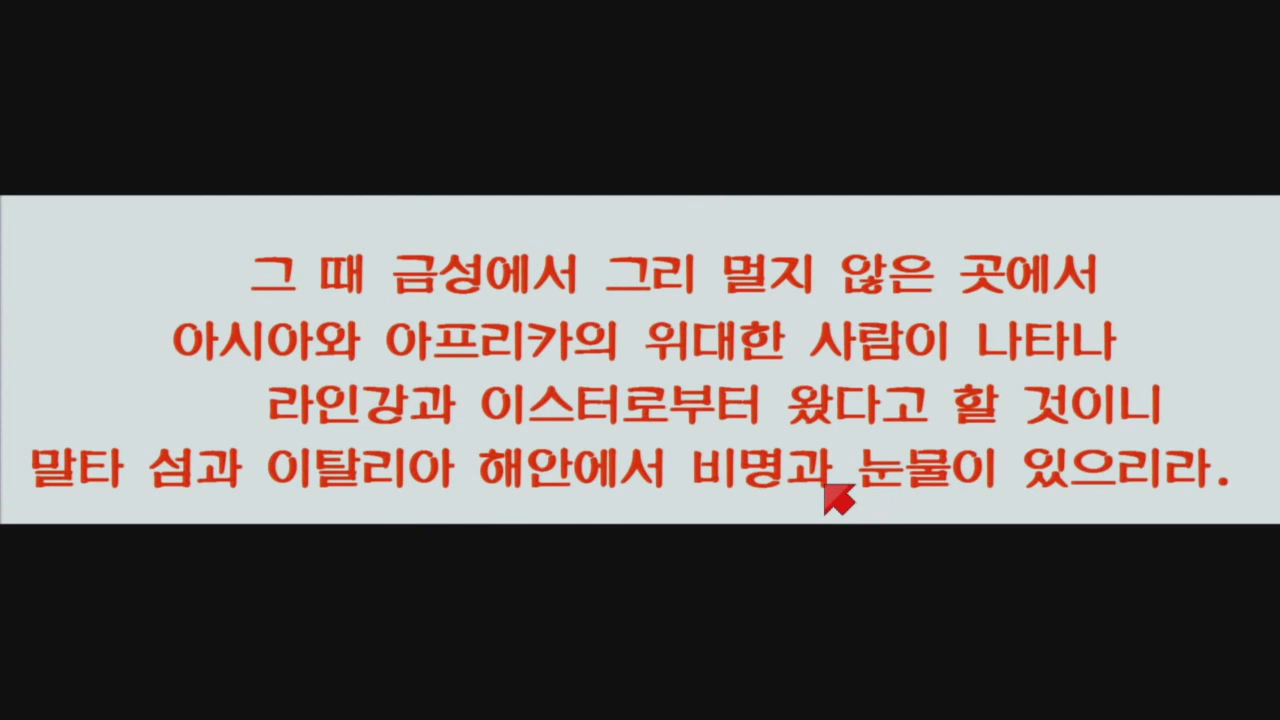 그 때 금성에서 그리 멀지 않은 곳에서
아시아와 아프리카의 위대한 사람이 나타나
라인강과 이스터로부터 왔다고 할 것이니
말타 섬과 이탈리아 해안에서 비명과 눈물이 있으리라.